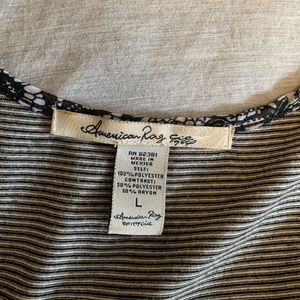 American Rag Cie
RN 82381
MADE IN
MEXICO
SELF:
100% POLYESTER
CONTRAST:
50% POLYESTER
50% RAYON
L
American Rag